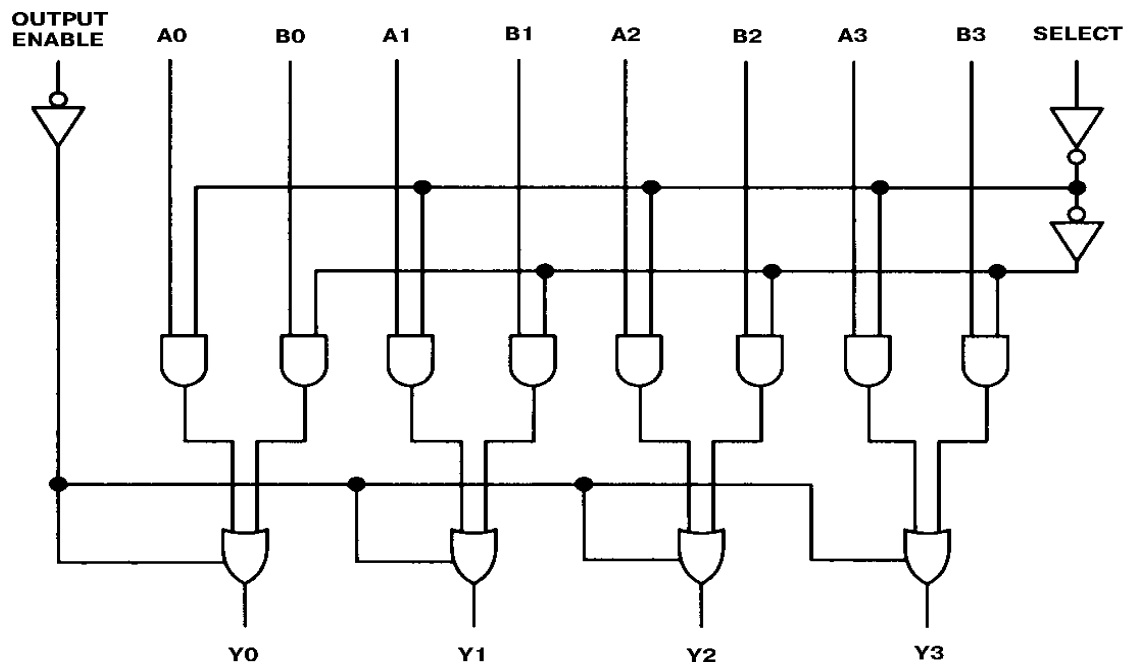 OUTPUT
ENABLE
A0
B0
A1
B1
A2
B2
A3
B3
SELECT
Y0
Y1
Y2
Y3